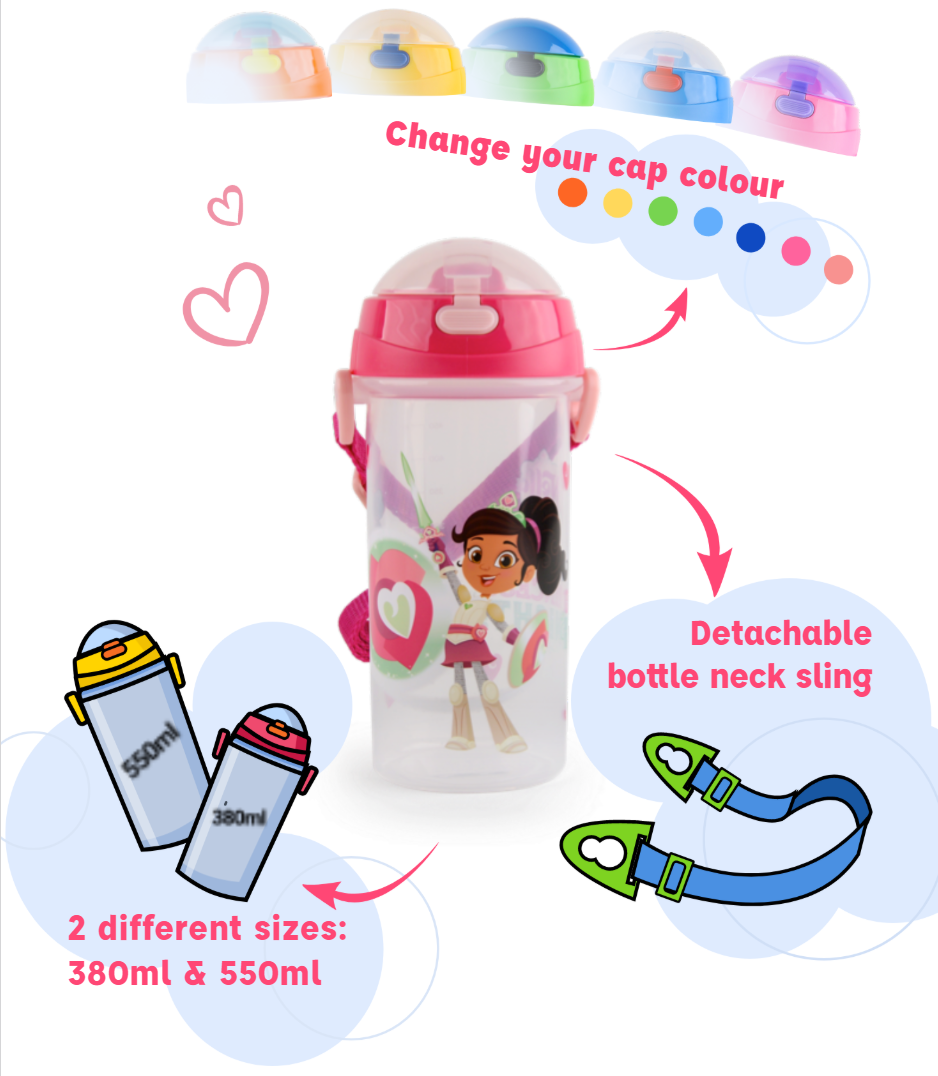 Change your cap colour
Detachable
bottle neck sling
550ml
380ml
2 different sizes:
380ml & 550ml